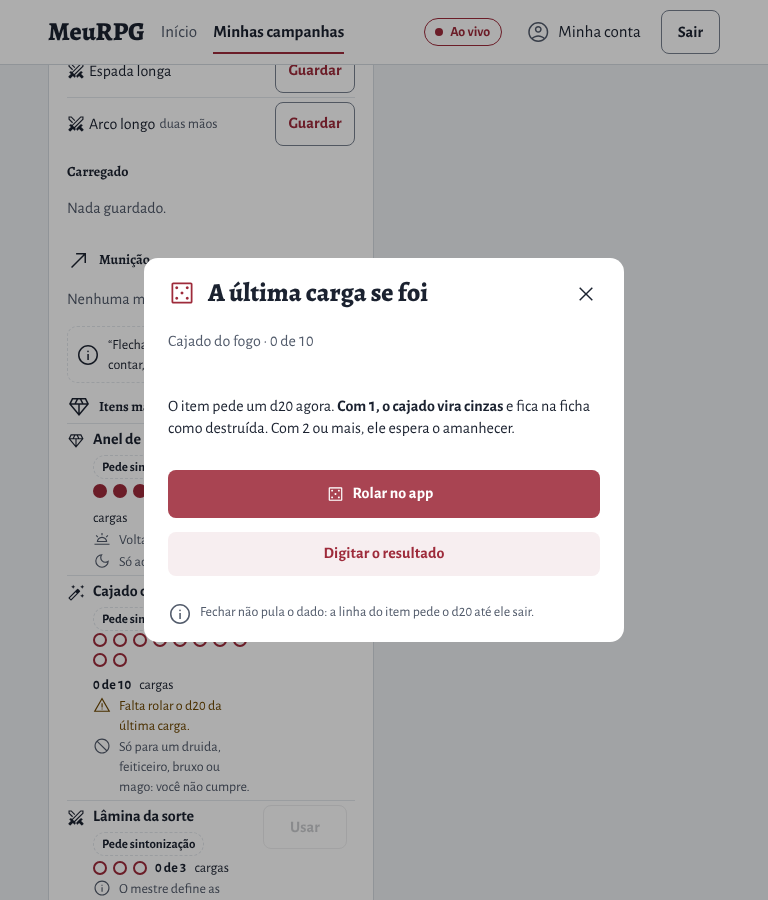 MeuRPG Início Minhas campanhas Ao vivo Minha conta Sair
Espada longa Guardar
Arco longo duas mãos Guardar
Carregado
Nada guardado.
Munição
Nenhuma m
A última carga se foi
Cajado do fogo · 0 de 10
"Flecha
contar,
Itens m
O item pede um d20 agora. Com 1, o cajado vira cinzas e fica na ficha
como destruída. Com 2 ou mais, ele espera o amanhecer.
Anel de
Pede sin
Rolar no app
cargas
Volta
Só ao
Digitar o resultado
Cajado d
Pede sin
Fechar não pula o dado: a linha do item pede o d20 até ele sair.
0 de 10 cargas
Falta rolar o d20 da
última carga.
Só para um druida,
feiticeiro, bruxo ou
mago: você não cumpre.
Lâmina da sorte Usar
Pede sintonização
0 de 3 cargas
O mestre define as